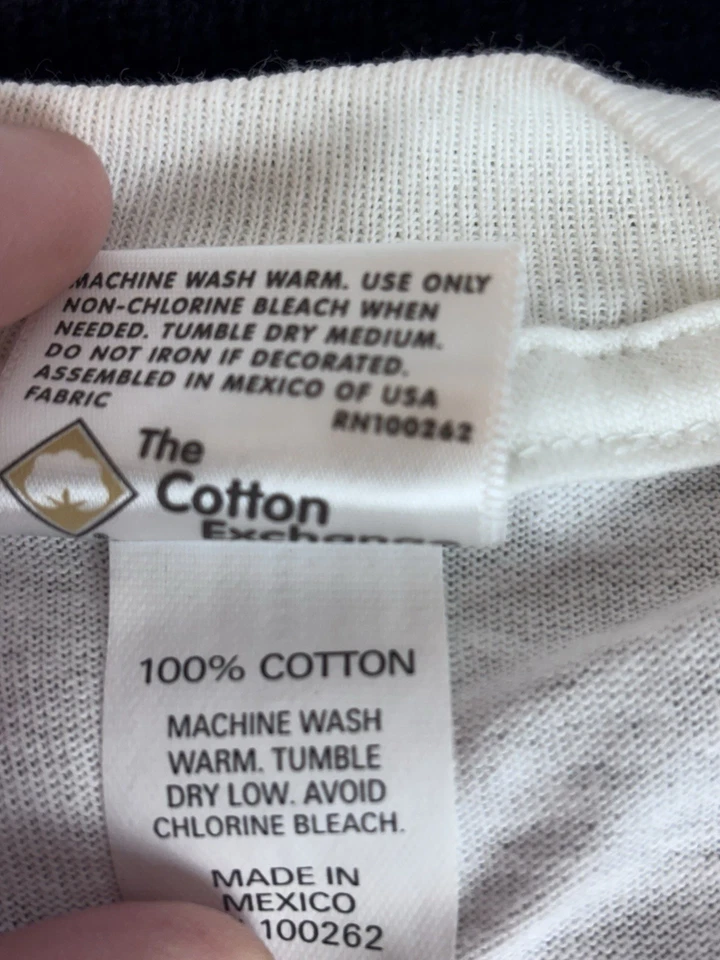 MACHINE WASH WARM. USE ONLY
NON-CHLORINE BLEACH WHEN
NEEDED. TUMBLE DRY MEDIUM.
DO NOT IRON IF DECORATED.
ASSEMBLED IN MEXICO OF USA
FABRIC
RN100262
The
Cotton
Exchange
100% COTTON
MACHINE WASH
WARM. TUMBLE
DRY LOW. AVOID
CHLORINE BLEACH.
MADE IN
MEXICO
100262